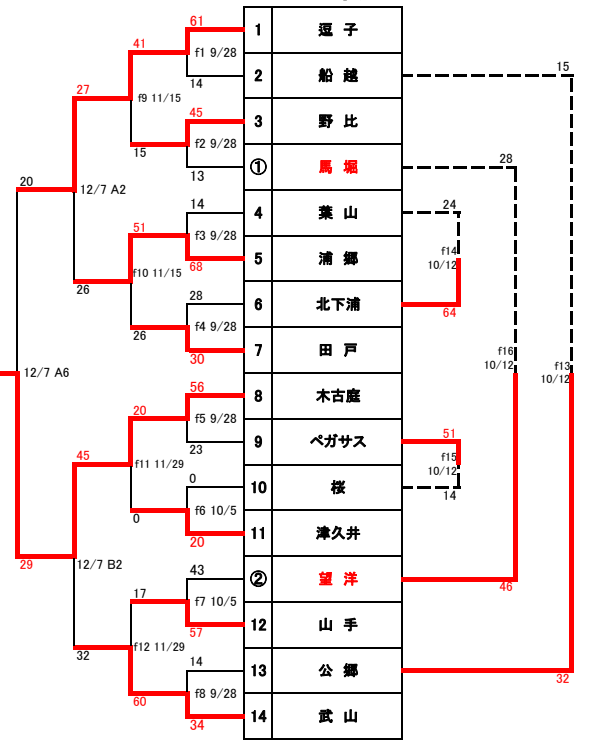 61
1 逗子
15
41
f1 9/28
14
2 船越
27
f9 11/15
45
3 野比
15
f2 9/28
13
① 馬堀
28
20
12/7 A2
14
4 葉山
24
51
f3 9/28
f14
10/12
68
5 浦郷
26
f10 11/15
28
6 北下浦
64
26
f4 9/28
30
7 田戸
f16
10/12
f13
10/12
12/7 A6
56
8 木古庭
20
f5 9/28
23
9 ペガサス
51
45
f11 11/29
f15
10/12
0
10 桜
14
0
f6 10/5
20
11 津久井
29
12/7 B2
43
② 望洋
46
17
f7 10/5
57
12 山手
32
f12 11/29
14
13 公郷
32
60
f8 9/28
34
14 武山